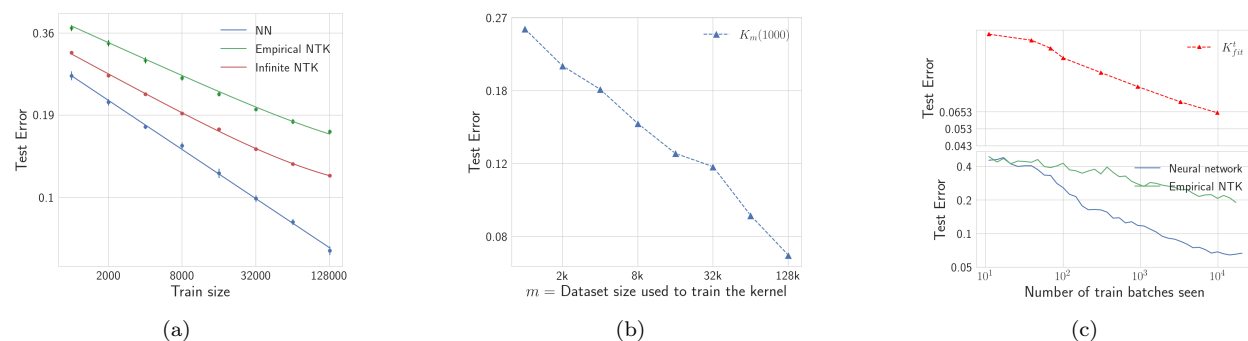 0.36
0.19
0.1
Test Error
NN
Empirical NTK
Infinite NTK
2000
8000
32000
128000
Train size
(a)
0.27
0.18
0.12
0.08
Test Error
K_m(1000)
2k
8k
32k
128k
m = Dataset size used to train the kernel
(b)
Test Error
K^t_{fit}
0.0653
0.053
0.043
0.4
0.2
0.1
0.05
Test Error
Neural network
Empirical NTK
10^1
10^2
10^3
10^4
Number of train batches seen
(c)